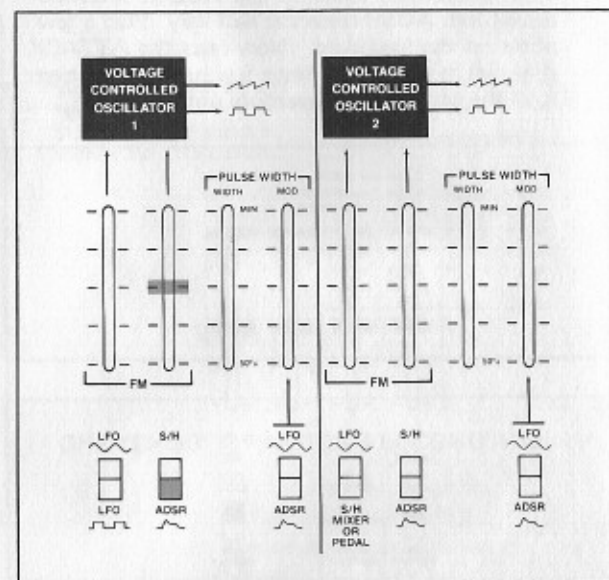 VOLTAGE
CONTROLLED
OSCILLATOR
1
VOLTAGE
CONTROLLED
OSCILLATOR
2
PULSE WIDTH
WIDTH MOD
PULSE WIDTH
WIDTH MOD
MIN
MIN
50%
50%
FM
FM
LFO S/H LFO LFO S/H LFO
LFO ADSR ADSR S/H
MIXER
OR
PEDAL ADSR ADSR